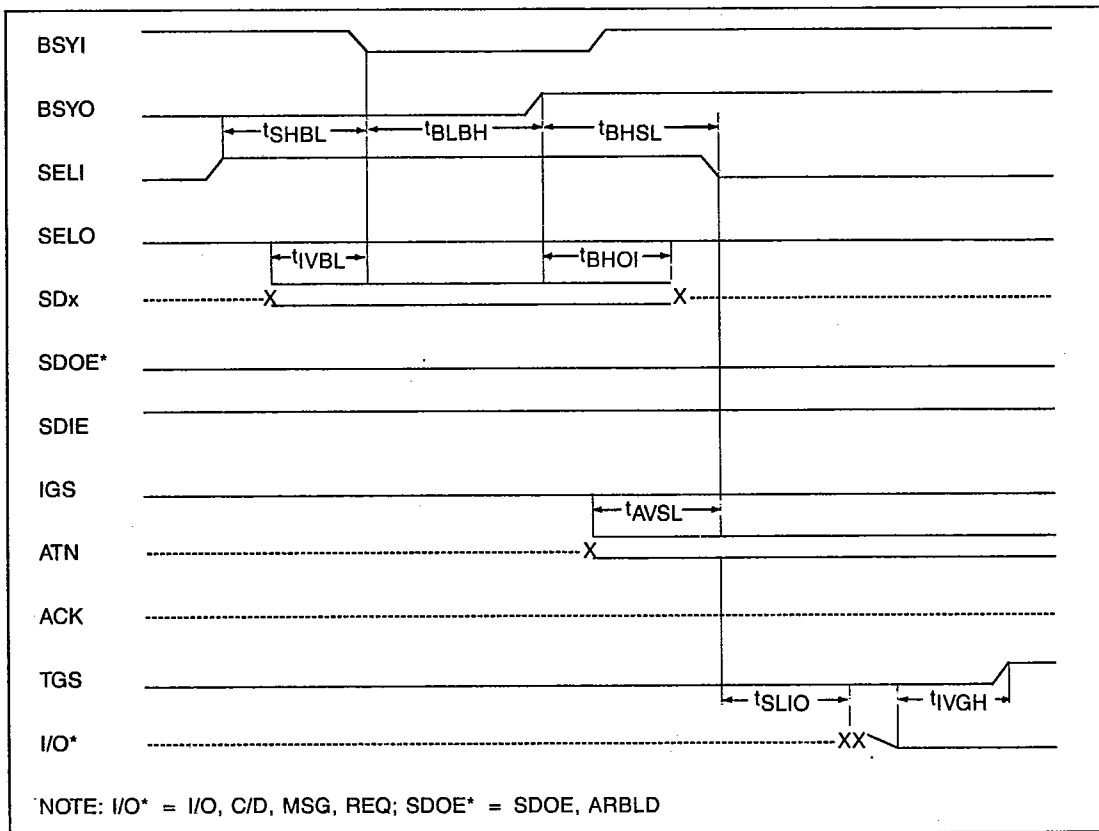 BSYI
BSYO
tSHBL tBLBH tBHSL
SELI
SELO
tIVBL tBHOI
SDx
X X
SDOE*
SDIE
IGS
tAVSL
ATN
X
ACK
TGS
tSLIO tIVGH
I/O*
XX
NOTE: I/O* = I/O, C/D, MSG, REQ; SDOE* = SDOE, ARBLD